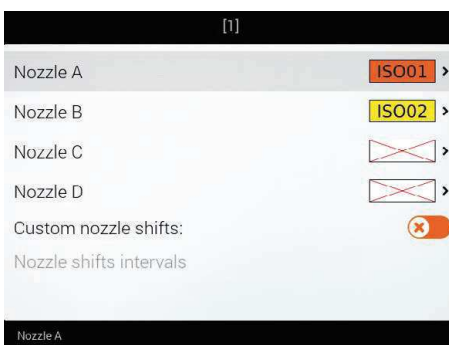 [1]
Nozzle A ISO01 >
Nozzle B ISO02 >
Nozzle C >
Nozzle D >
Custom nozzle shifts:
Nozzle shifts intervals
Nozzle A